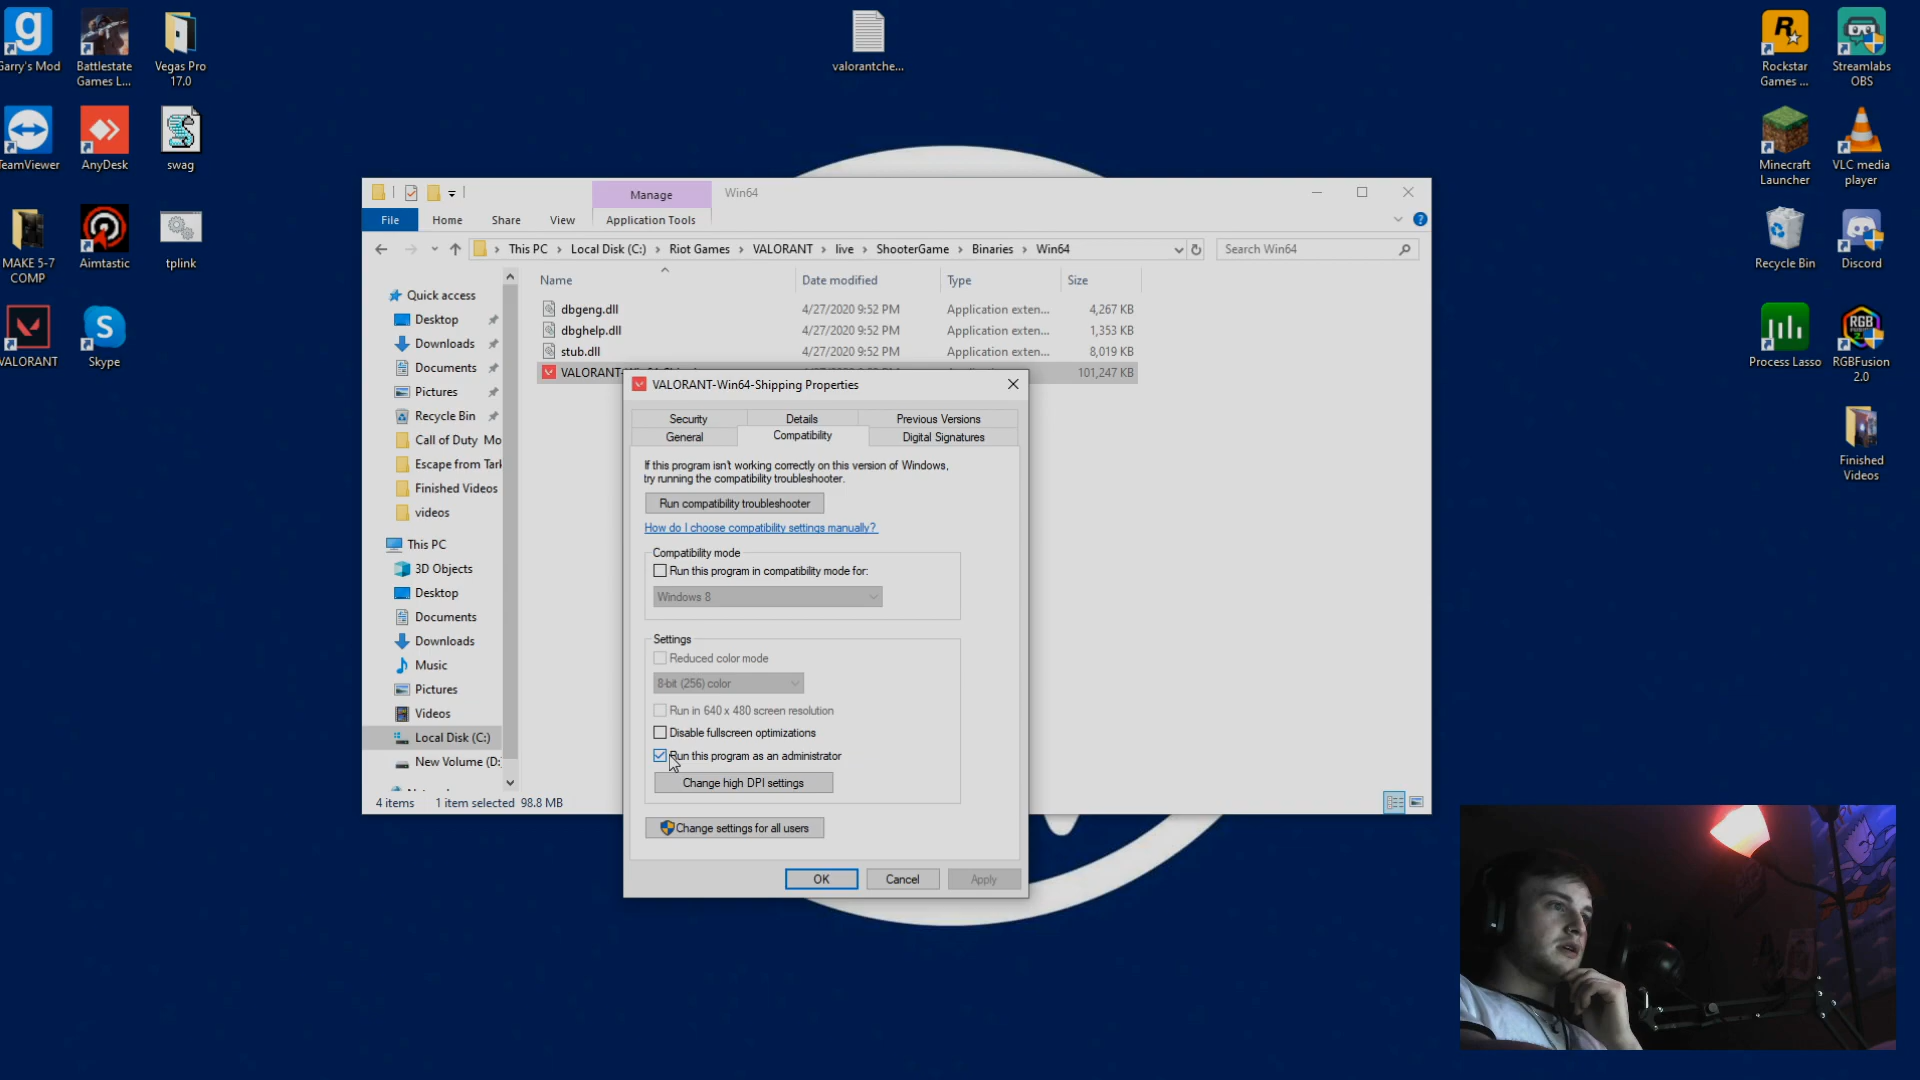 Garry's Mod
Battlestate
Games L...
Vegas Pro
17.0
valorantche...
Rockstar
Games ...
Streamlabs
OBS
TeamViewer
AnyDesk
swag
Minecraft
Launcher
VLC media
player
MAKE 5-7
COMP
Aimtastic
tplink
Recycle Bin
Discord
VALORANT
Skype
Process Lasso
RGBFusion
2.0
Finished
Videos
Manage
Win64
File
Home
Share
View
Application Tools
This PC > Local Disk (C:) > Riot Games > VALORANT > live > ShooterGame > Binaries > Win64
Search Win64
Name
Date modified
Type
Size
Quick access
Desktop
Downloads
Documents
Pictures
Recycle Bin
Call of Duty Mo
Escape from Tark
Finished Videos
videos
This PC
3D Objects
Desktop
Documents
Downloads
Music
Pictures
Videos
Local Disk (C:)
New Volume (D:
dbgeng.dll 4/27/2020 9:52 PM Application exten... 4,267 KB
dbghelp.dll 4/27/2020 9:52 PM Application exten... 1,353 KB
stub.dll 4/27/2020 9:52 PM Application exten... 8,019 KB
101,247 KB
4 items 1 item selected 98.8 MB
VALORANT-Win64-Shipping Properties
Security
Details
Previous Versions
General
Compatibility
Digital Signatures
If this program isn't working correctly on this version of Windows,
try running the compatibility troubleshooter.
Run compatibility troubleshooter
How do I choose compatibility settings manually?
Compatibility mode
Run this program in compatibility mode for:
Windows 8
Settings
Reduced color mode
8-bit (256) color
Run in 640 x 480 screen resolution
Disable fullscreen optimizations
Run this program as an administrator
Change high DPI settings
Change settings for all users
OK
Cancel
Apply